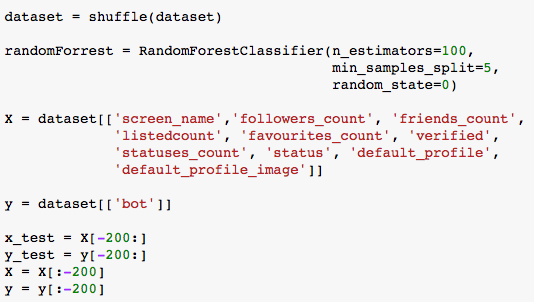 dataset = shuffle(dataset)
randomForrest = RandomForestClassifier(n_estimators=100,
min_samples_split=5,
random_state=0)
X = dataset[['screen_name','followers_count', 'friends_count',
'listedcount', 'favourites_count', 'verified',
'statuses_count', 'status', 'default_profile',
'default_profile_image']]
y = dataset[['bot']]
x_test = X[-200:]
y_test = y[-200:]
X = X[:-200]
y = y[:-200]